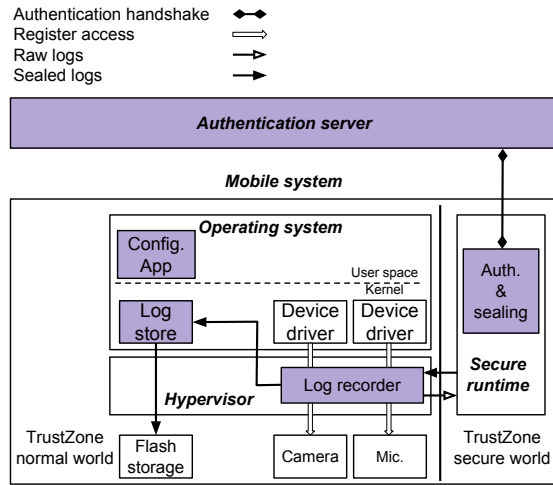 Authentication handshake
Register access
Raw logs
Sealed logs
Authentication server
Mobile system
Operating system
Config.
App
User space
Kernel
Log
store
Device
driver
Device
driver
Auth.
&
sealing
Log recorder
Secure
runtime
Hypervisor
TrustZone
normal world
Flash
storage
Camera
Mic.
TrustZone
secure world